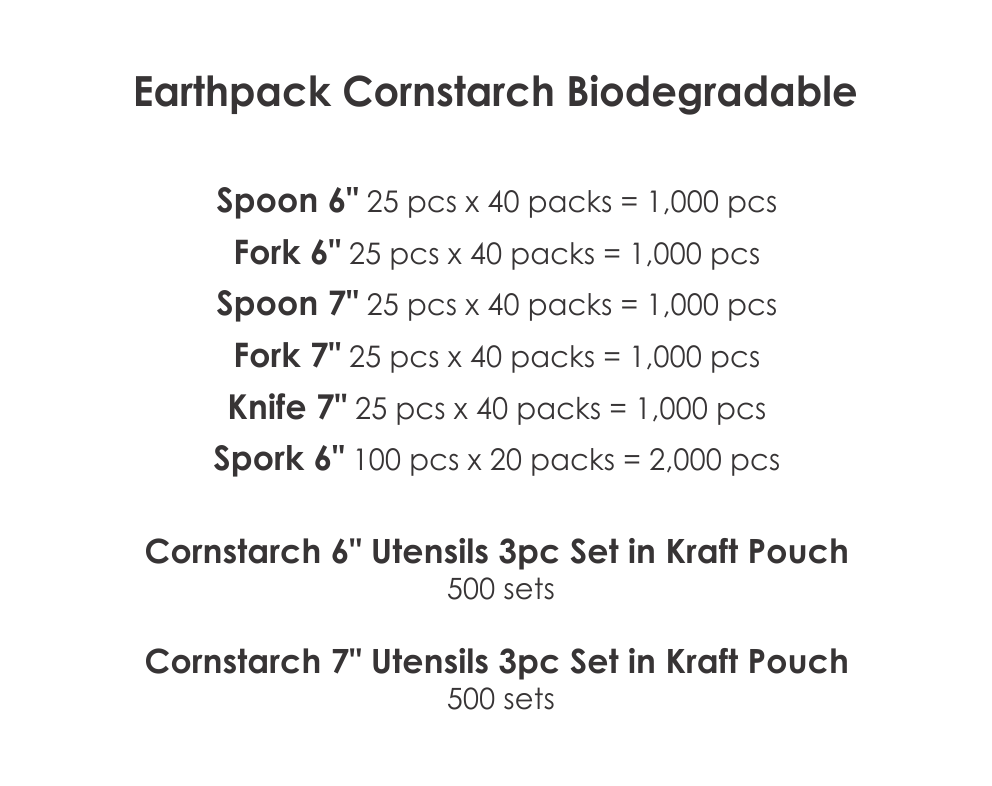 Earthpack Cornstarch Biodegradable
Spoon 6" 25 pcs x 40 packs = 1,000 pcs
Fork 6" 25 pcs x 40 packs = 1,000 pcs
Spoon 7" 25 pcs x 40 packs = 1,000 pcs
Fork 7" 25 pcs x 40 packs = 1,000 pcs
Knife 7" 25 pcs x 40 packs = 1,000 pcs
Spork 6" 100 pcs x 20 packs = 2,000 pcs
Cornstarch 6" Utensils 3pc Set in Kraft Pouch
500 sets
Cornstarch 7" Utensils 3pc Set in Kraft Pouch
500 sets